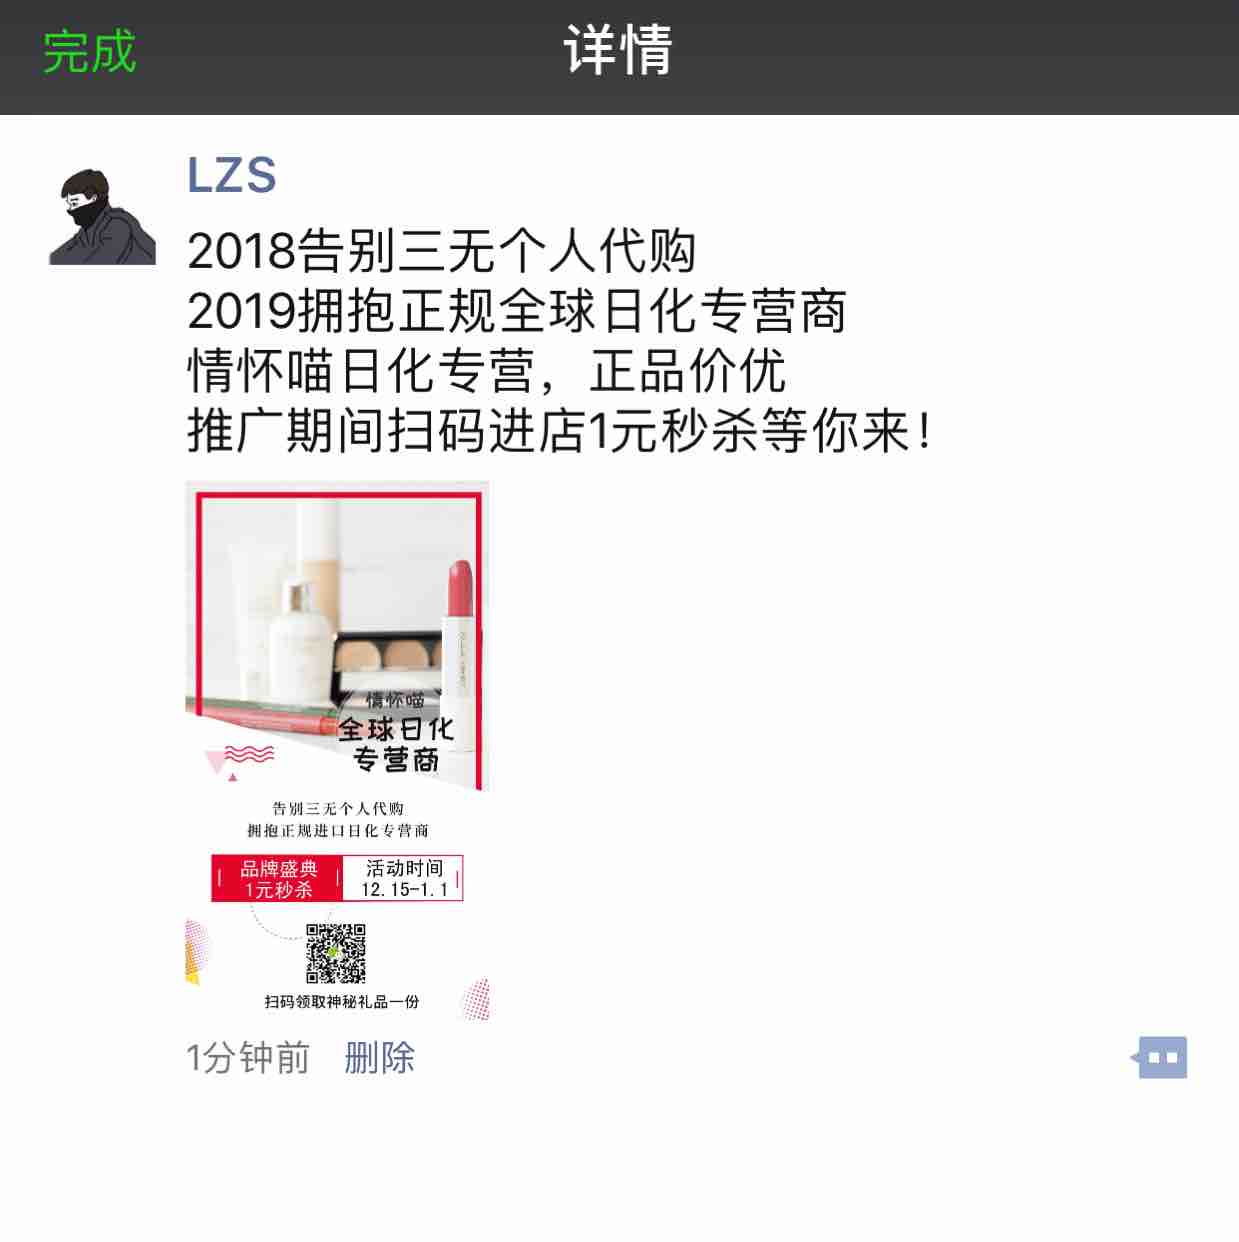 完成
详情
LZS
2018告别三无个人代购
2019拥抱正规全球日化专营商
情怀喵日化专营，正品价优
推广期间扫码进店1元秒杀等你来！
情怀喵
全球日化
专营商
告别三无个人代购
拥抱正规进口日化专营商
品牌盛典
1元秒杀
活动时间
12.15-1.1
扫码领取神秘礼品一份
1分钟前 删除